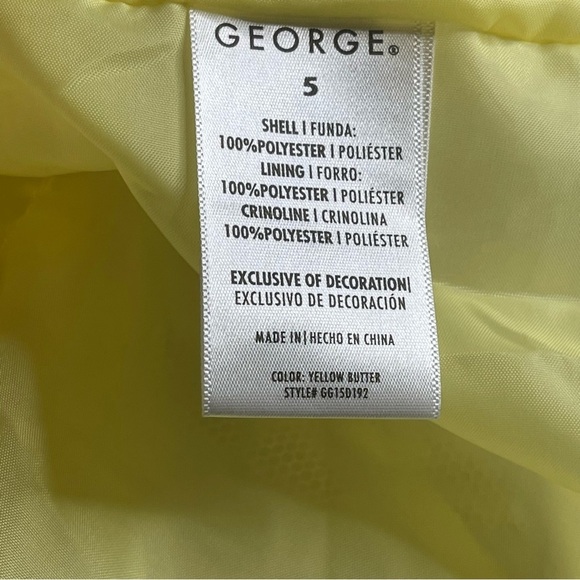 GEORGE®
5
SHELL | FUNDA:
100%POLYESTER | POLIÉSTER
LINING | FORRO:
100%POLYESTER | POLIÉSTER
CRINOLINE | CRINOLINA
100%POLYESTER | POLIÉSTER
EXCLUSIVE OF DECORATION|
EXCLUSIVO DE DECORACIÓN
MADE IN| HECHO EN CHINA
COLOR: YELLOW BUTTER
STYLE# GG15D192